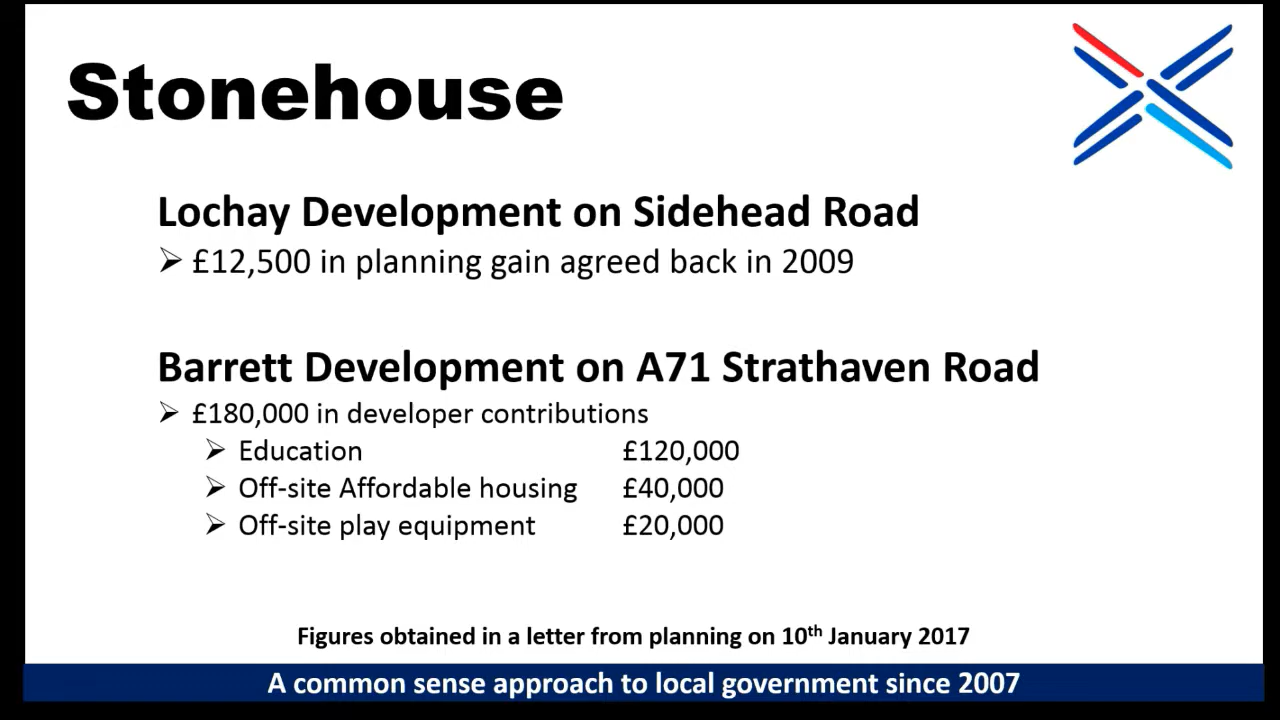 Stonehouse
Lochay Development on Sidehead Road
➢ £12,500 in planning gain agreed back in 2009
Barrett Development on A71 Strathaven Road
➢ £180,000 in developer contributions
➢ Education £120,000
➢ Off-site Affordable housing £40,000
➢ Off-site play equipment £20,000
Figures obtained in a letter from planning on 10th January 2017
A common sense approach to local government since 2007